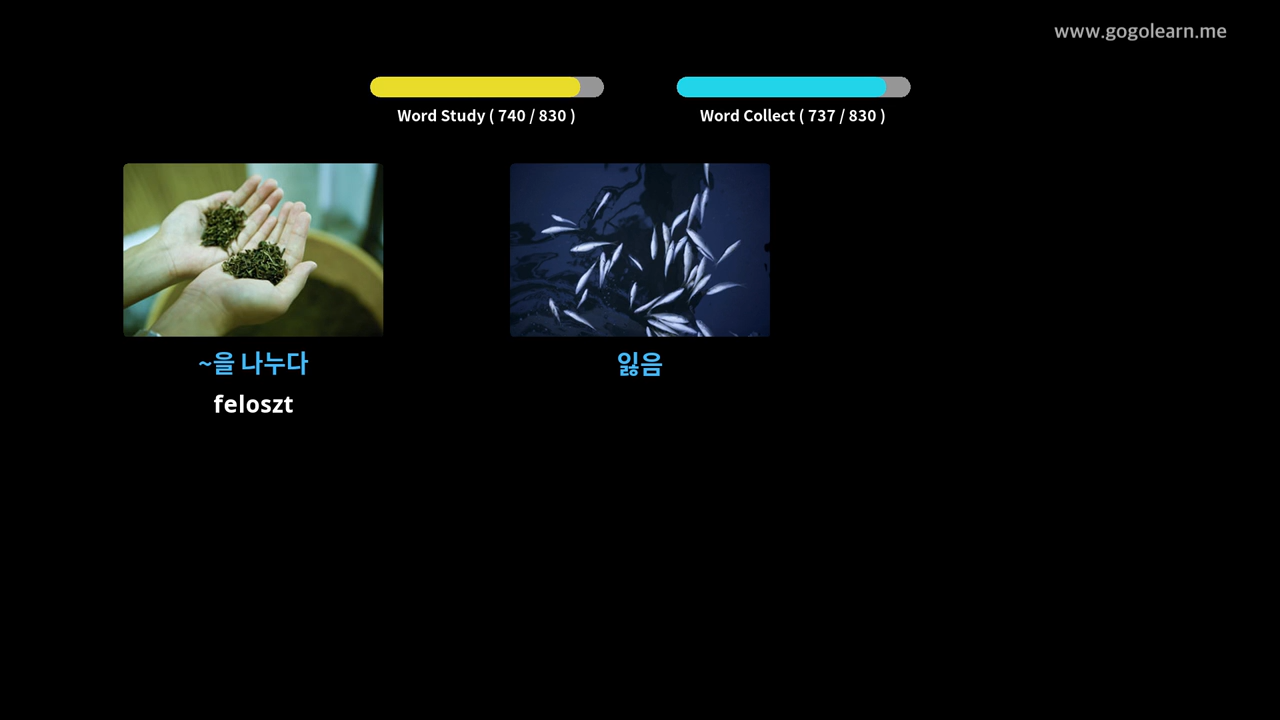 www.gogolearn.me
Word Study ( 740 / 830 )
Word Collect ( 737 / 830 )
~을 나누다
feloszt
잃음